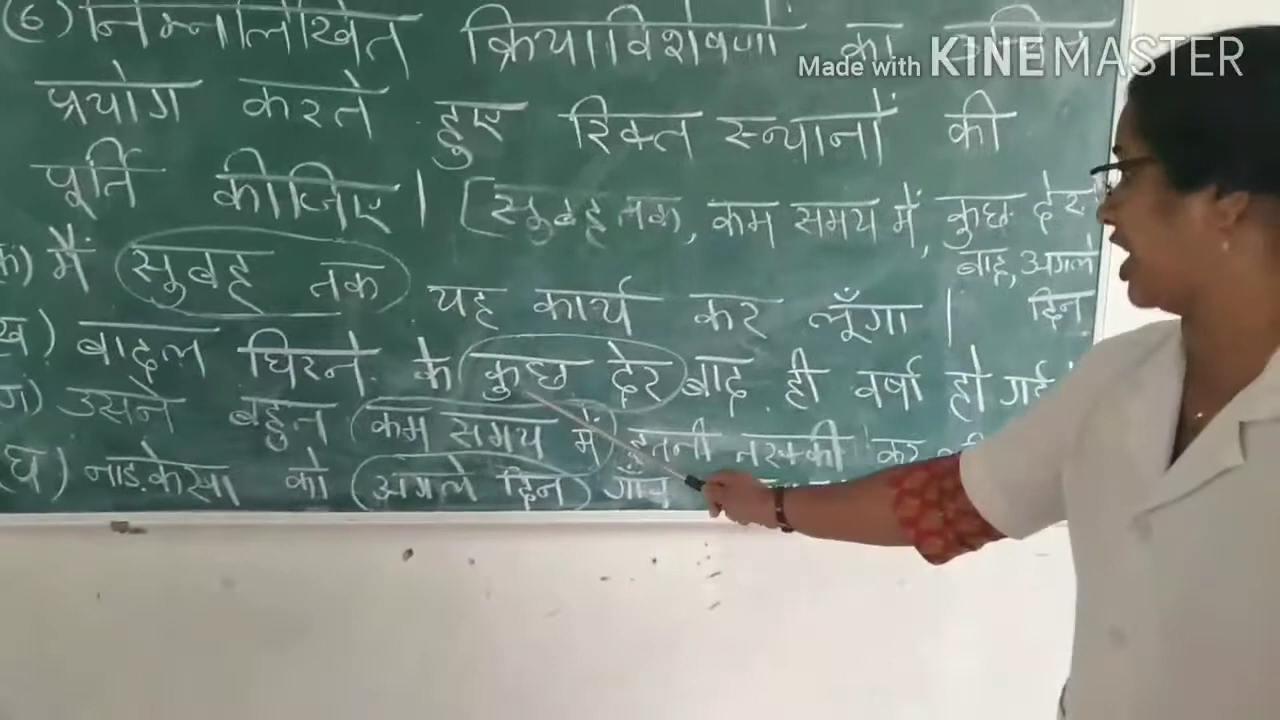 (6) निम्नलिखित क्रियाविशेषणों का उचित
Made with KINEMASTER
प्रयोग करते हुए रिक्त स्थानों की
पूर्ति कीजिए। [सुबह तक, कम समय में, कुछ देर
बाद, अगले
दिन
क) मैं सुबह तक यह कार्य कर लूँगा।
ख) बादल घिरने के कुछ देर बाद ही वर्षा हो गई
ग) उसने बहुत कम समय में इतनी तरक्की कर
घ) को अगले दिन गाँव